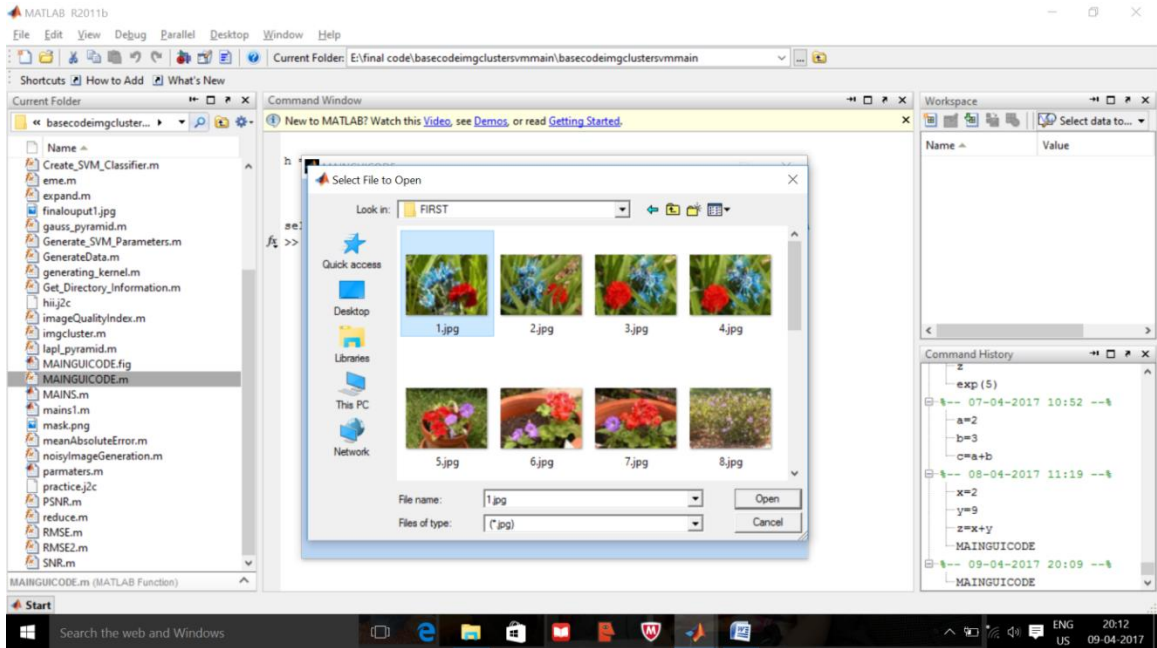 MATLAB R2011b
File Edit View Debug Parallel Desktop Window Help
Current Folder: E:\final code\basecodeimgclustersvmmain\basecodeimgclustersvmmain
Shortcuts How to Add What's New
Current Folder
« basecodeimgcluster...
Name
Create_SVM_Classifier.m
eme.m
expand.m
finalouput1.jpg
gauss_pyramid.m
Generate_SVM_Parameters.m
GenerateData.m
generating_kernel.m
Get_Directory_Information.m
hii.j2c
imageQualityIndex.m
imgcluster.m
lapl_pyramid.m
MAINGUICODE.fig
MAINGUICODE.m
MAINS.m
mains1.m
mask.png
meanAbsoluteError.m
noisyImageGeneration.m
parmaters.m
practice.j2c
PSNR.m
reduce.m
RMSE.m
RMSE2.m
SNR.m
MAINGUICODE.m (MATLAB Function)
Command Window
New to MATLAB? Watch this Video, see Demos, or read Getting Started.
h
fx >>
Select File to Open
Look in: FIRST
Quick access
Desktop
Libraries
This PC
Network
1.jpg 2.jpg 3.jpg 4.jpg
5.jpg 6.jpg 7.jpg 8.jpg
File name: 1.jpg Open
Files of type: (*.jpg) Cancel
Workspace
Select data to...
Name Value
Command History
z
exp(5)
%-- 07-04-2017 10:52 --%
a=2
b=3
c=a+b
%-- 08-04-2017 11:19 --%
x=2
y=9
z=x+y
MAINGUICODE
%-- 09-04-2017 20:09 --%
MAINGUICODE
Start
Search the web and Windows
ENG 20:12
US 09-04-2017